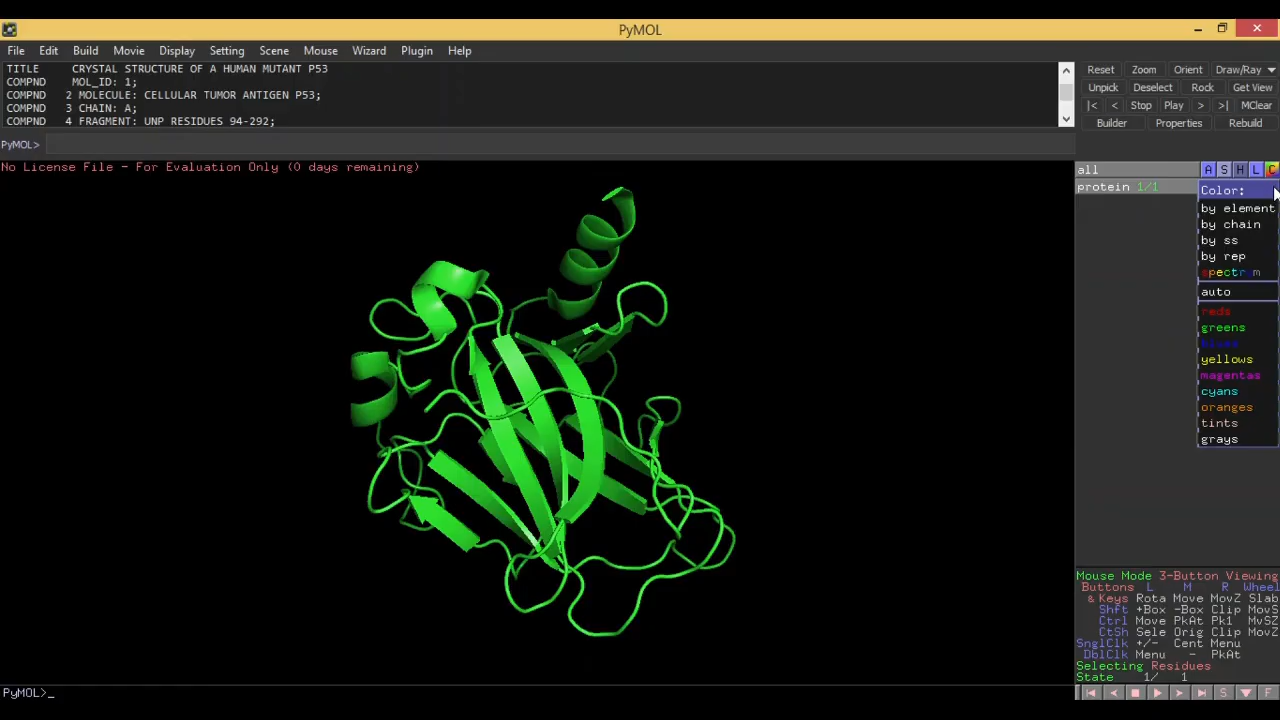 PyMOL
File Edit Build Movie Display Setting Scene Mouse Wizard Plugin Help
TITLE CRYSTAL STRUCTURE OF A HUMAN MUTANT P53
COMPND MOL_ID: 1;
COMPND 2 MOLECULE: CELLULAR TUMOR ANTIGEN P53;
COMPND 3 CHAIN: A;
COMPND 4 FRAGMENT: UNP RESIDUES 94-292;
PyMOL>
Reset Zoom Orient Draw/Ray
Unpick Deselect Rock Get View
|< < Stop Play > >| MClear
Builder Properties Rebuild
No License File - For Evaluation Only (0 days remaining)
all A S H L C
protein 1/1
Color:
by element
by chain
by ss
by rep
spectrum
auto
reds
greens
blues
yellows
magentas
cyans
oranges
tints
grays
Mouse Mode 3-Button Viewing
Buttons L M R Wheel
& Keys Rota Move MovZ Slab
Shft +Box -Box Clip MovS
Ctrl Move PkAt Pk1 MvSZ
CtSh Sele Orig Clip MovZ
SnglClk +/- Cent Menu
DblClk Menu - PkAt
Selecting Residues
State 1/ 1
PyMOL>_
S F